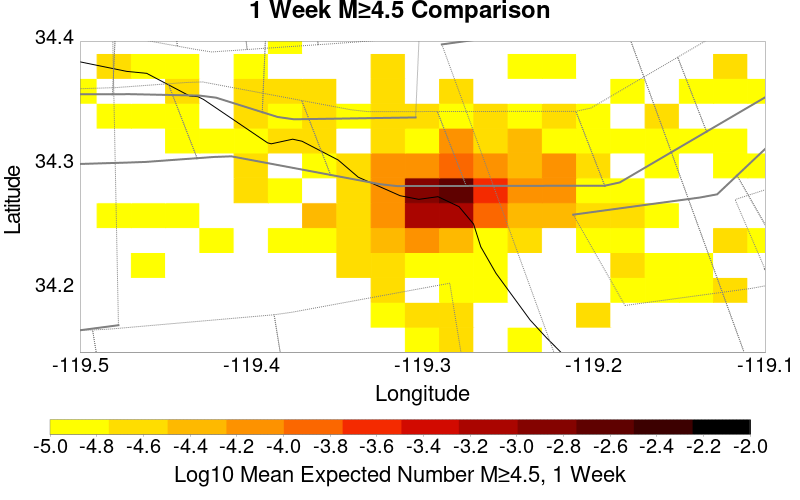 1 Week M≥4.5 Comparison
34.4
34.3
34.2
Latitude
-119.5 -119.4 -119.3 -119.2 -119.1
Longitude
-5.0 -4.8 -4.6 -4.4 -4.2 -4.0 -3.8 -3.6 -3.4 -3.2 -3.0 -2.8 -2.6 -2.4 -2.2 -2.0
Log10 Mean Expected Number M≥4.5, 1 Week